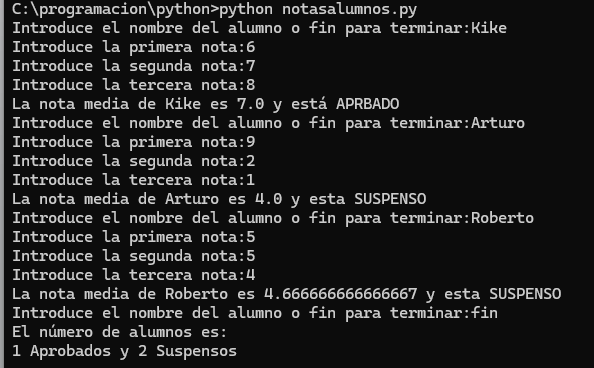 C:\programacion\python>python notasalumnos.py
Introduce el nombre del alumno o fin para terminar:Kike
Introduce la primera nota:6
Introduce la segunda nota:7
Introduce la tercera nota:8
La nota media de Kike es 7.0 y está APRBADO
Introduce el nombre del alumno o fin para terminar:Arturo
Introduce la primera nota:9
Introduce la segunda nota:2
Introduce la tercera nota:1
La nota media de Arturo es 4.0 y esta SUSPENSO
Introduce el nombre del alumno o fin para terminar:Roberto
Introduce la primera nota:5
Introduce la segunda nota:5
Introduce la tercera nota:4
La nota media de Roberto es 4.666666666666667 y esta SUSPENSO
Introduce el nombre del alumno o fin para terminar:fin
El número de alumnos es:
1 Aprobados y 2 Suspensos